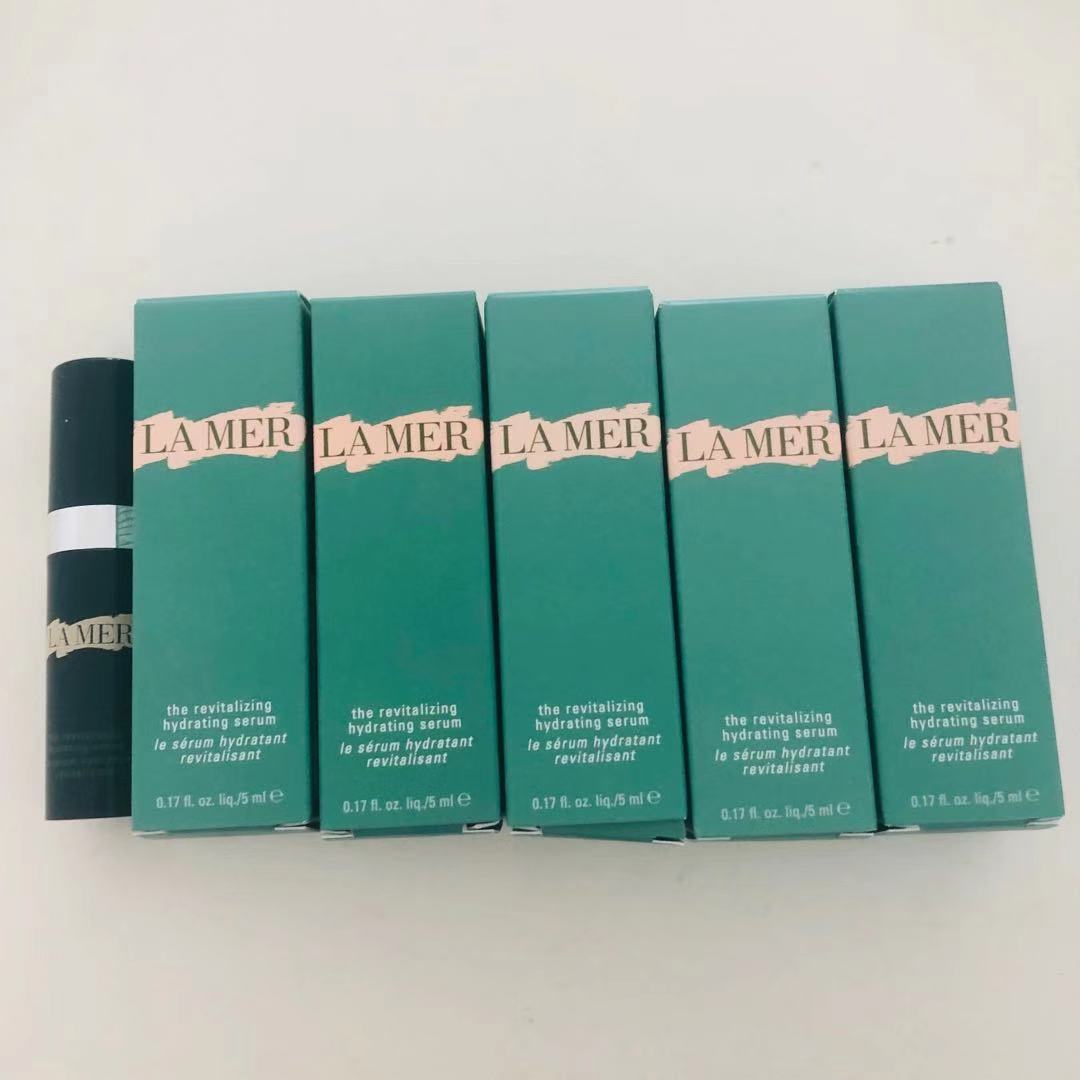 LA MER
LA MER
the revitalizing
hydrating serum
le sérum hydratant
revitalisant
0.17 fl. oz. liq./5 ml ℮
LA MER
the revitalizing
hydrating serum
le sérum hydratant
revitalisant
0.17 fl. oz. liq./5 ml ℮
LA MER
the revitalizing
hydrating serum
le sérum hydratant
revitalisant
0.17 fl. oz. liq./5 ml ℮
LA MER
the revitalizing
hydrating serum
le sérum hydratant
revitalisant
0.17 fl. oz. liq./5 ml ℮
LA MER
the revitalizing
hydrating serum
le sérum hydratant
revitalisant
0.17 fl. oz. liq./5 ml ℮